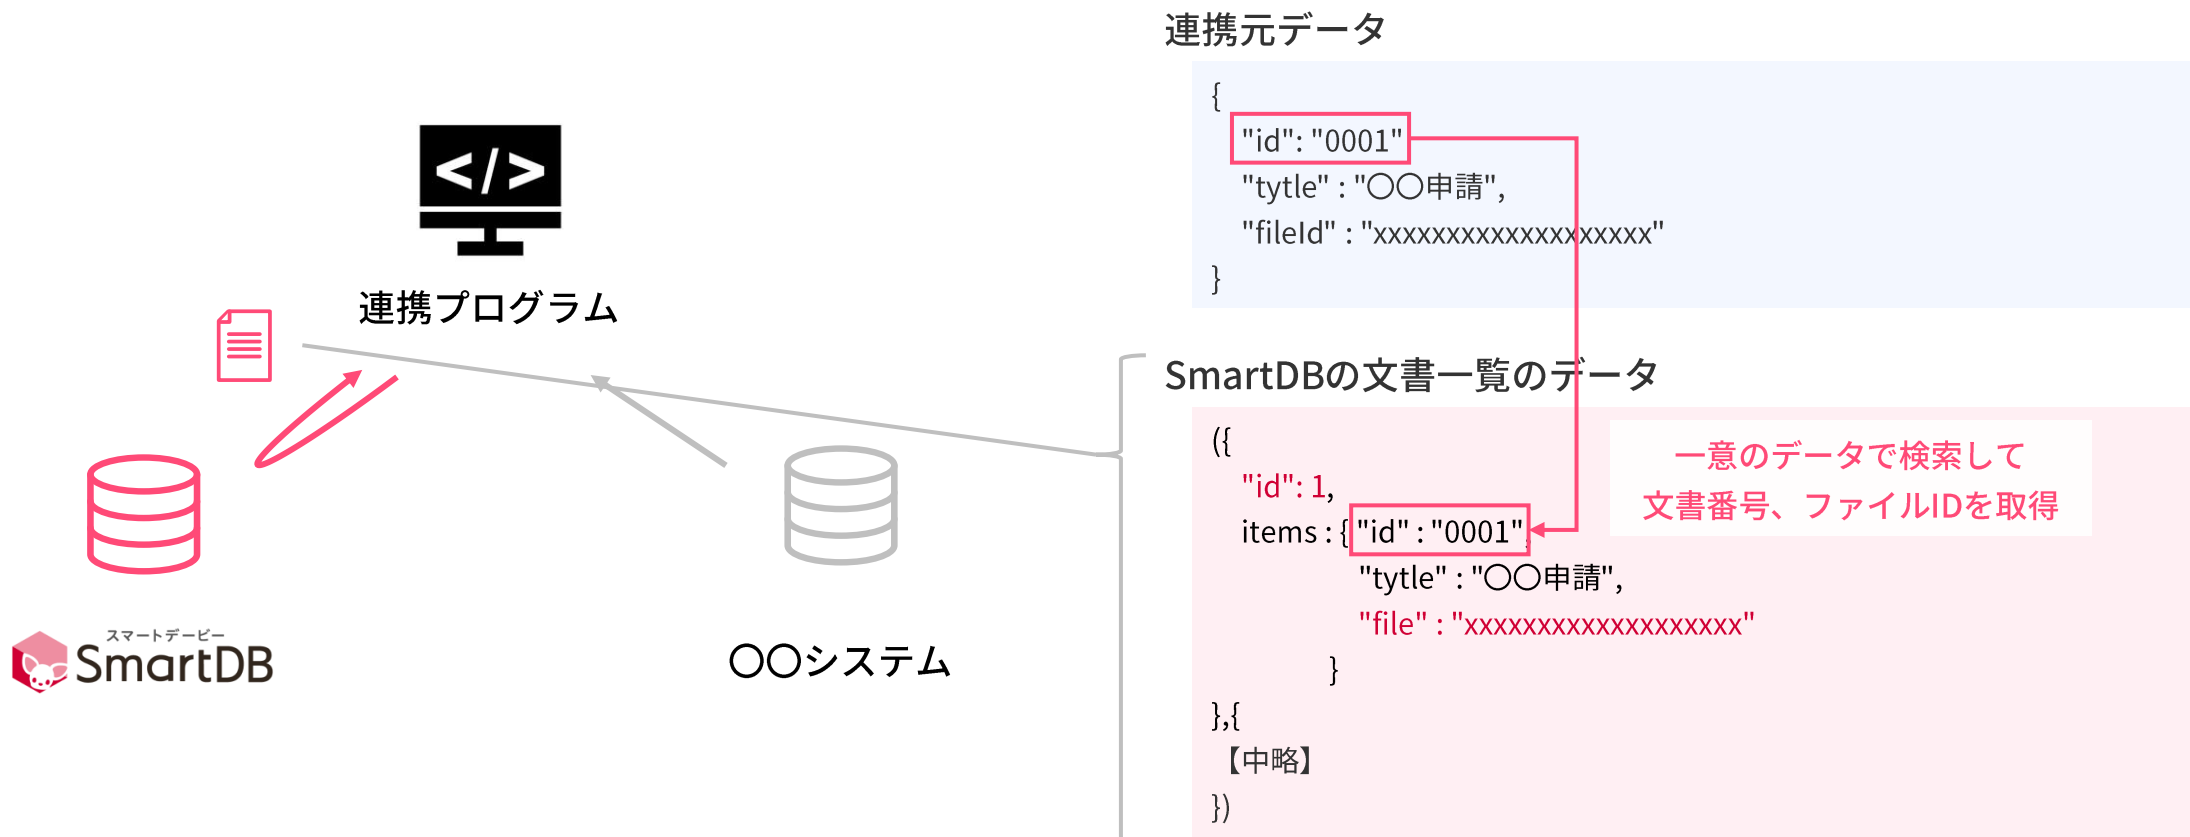 連携元データ
{
"id": "0001"
"tytle" : "〇〇申請",
"fileId" : "xxxxxxxxxxxxxxxxxxx"
}
</>
連携プログラム
SmartDBの文書一覧のデータ
({
"id": 1,
items : { "id" : "0001",
"tytle" : "〇〇申請",
"file" : "xxxxxxxxxxxxxxxxxxx"
}
},{
【中略】
})
一意のデータで検索して
文書番号、ファイルIDを取得
スマートデービー
SmartDB
〇〇システム